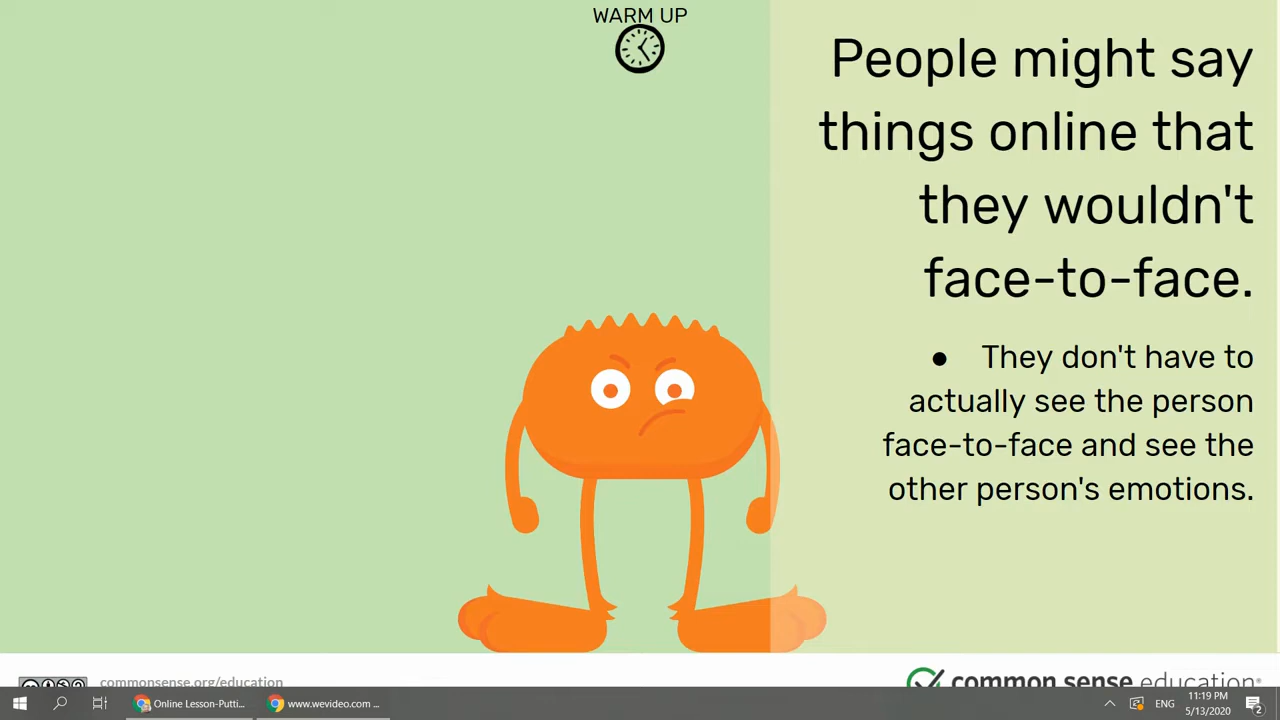 WARM UP
People might say
things online that
they wouldn't
face-to-face.
● They don't have to
actually see the person
face-to-face and see the
other person's emotions.
commonsense.org/education
common sense education®
Online Lesson-Putti...
www.wevideo.com ...
ENG
11:19 PM
5/13/2020
2